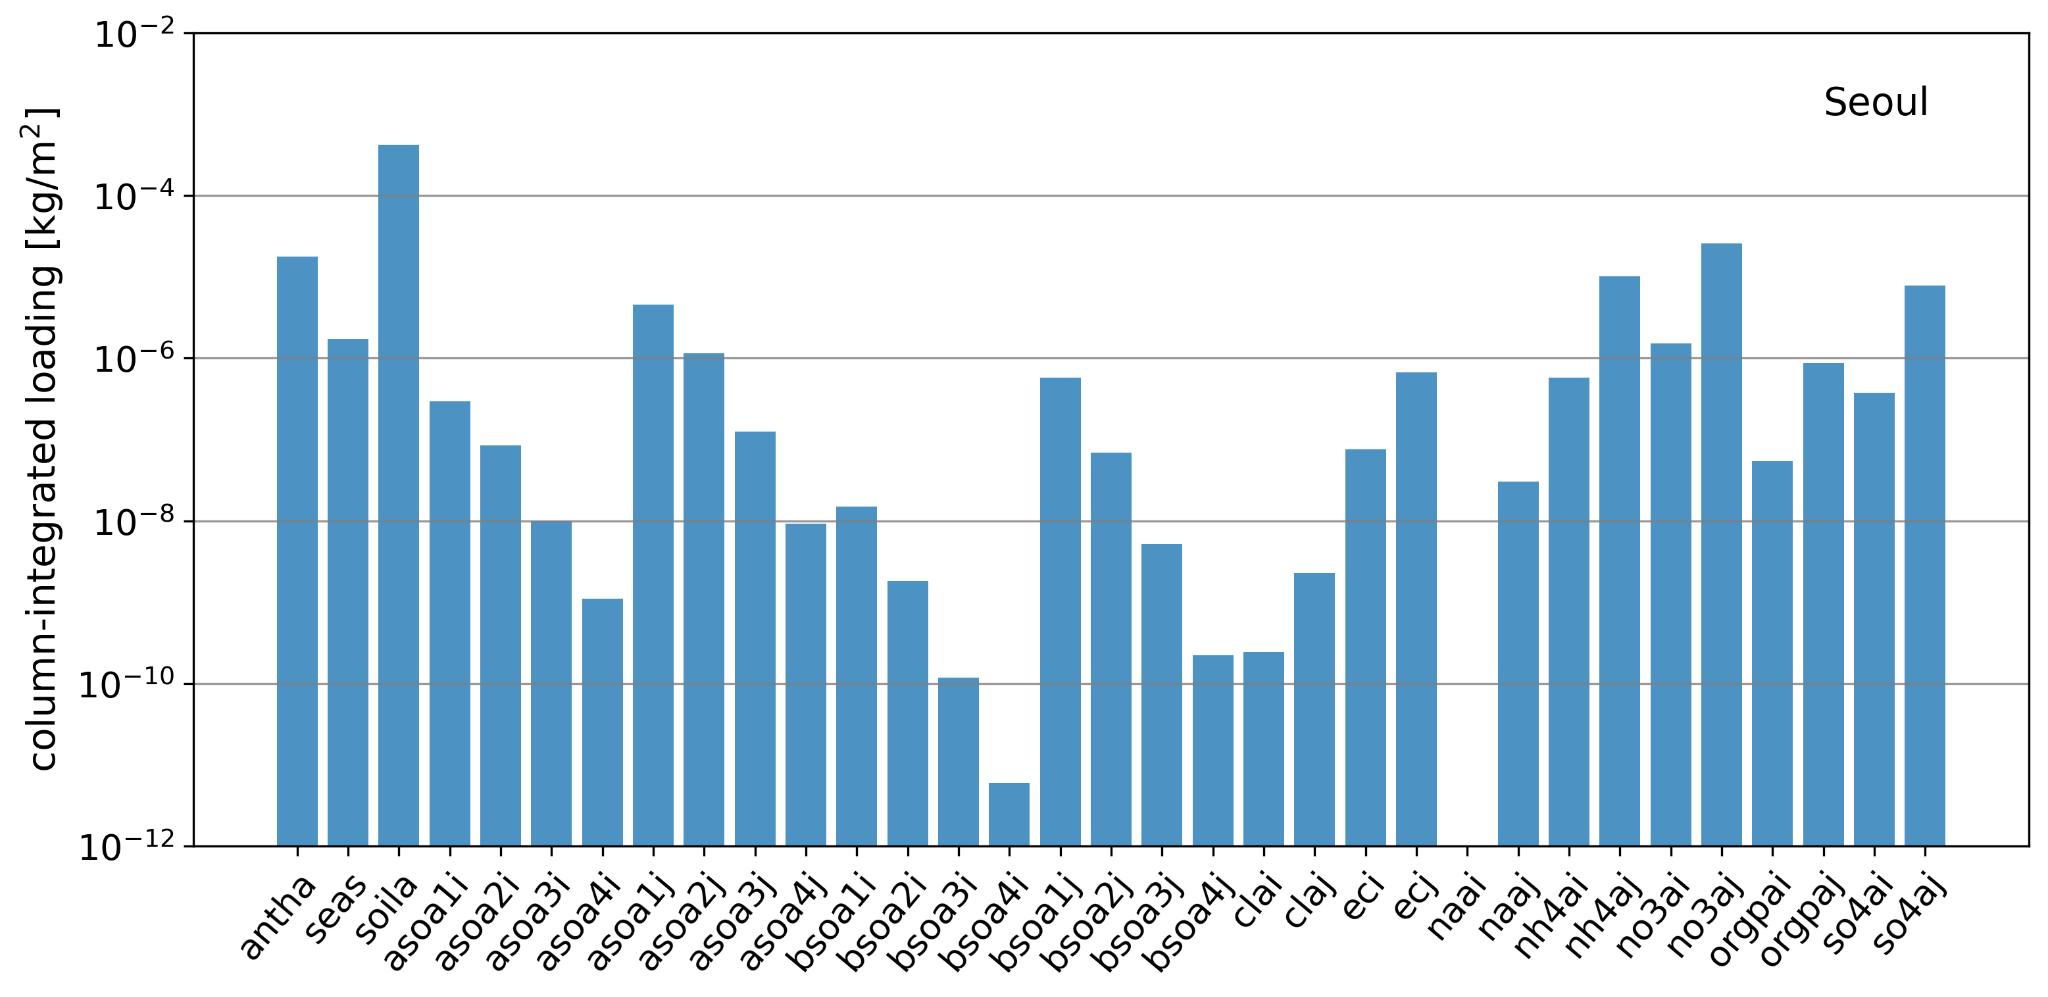 column-integrated loading [kg/m²]
10⁻²
10⁻⁴
10⁻⁶
10⁻⁸
10⁻¹⁰
10⁻¹²
Seoul
antha
seas
soila
asoa1i
asoa2i
asoa3i
asoa4i
asoa1j
asoa2j
asoa3j
asoa4j
bsoa1i
bsoa2i
bsoa3i
bsoa4i
bsoa1j
bsoa2j
bsoa3j
bsoa4j
clai
claj
eci
ecj
naai
naaj
nh4ai
nh4aj
no3ai
no3aj
orgpai
orgpaj
so4ai
so4aj